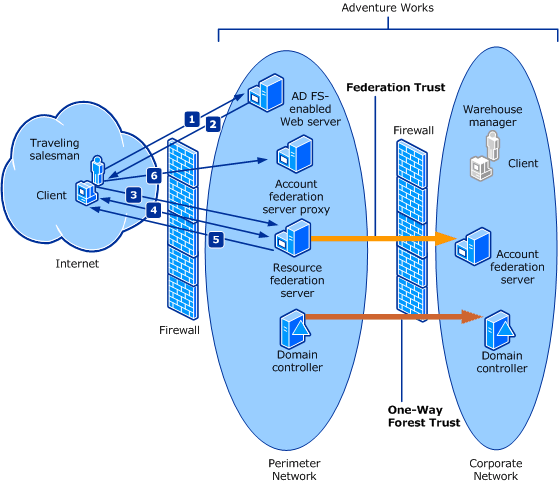 Adventure Works
Federation Trust
AD FS-
enabled
Web server
Warehouse
manager
Firewall
Client
Traveling
salesman
Client
1
2
6
3
4
5
Account
federation
server proxy
Resource
federation
server
Account
federation
server
Internet
Firewall
Domain
controller
Domain
controller
One-Way
Forest Trust
Perimeter
Network
Corporate
Network